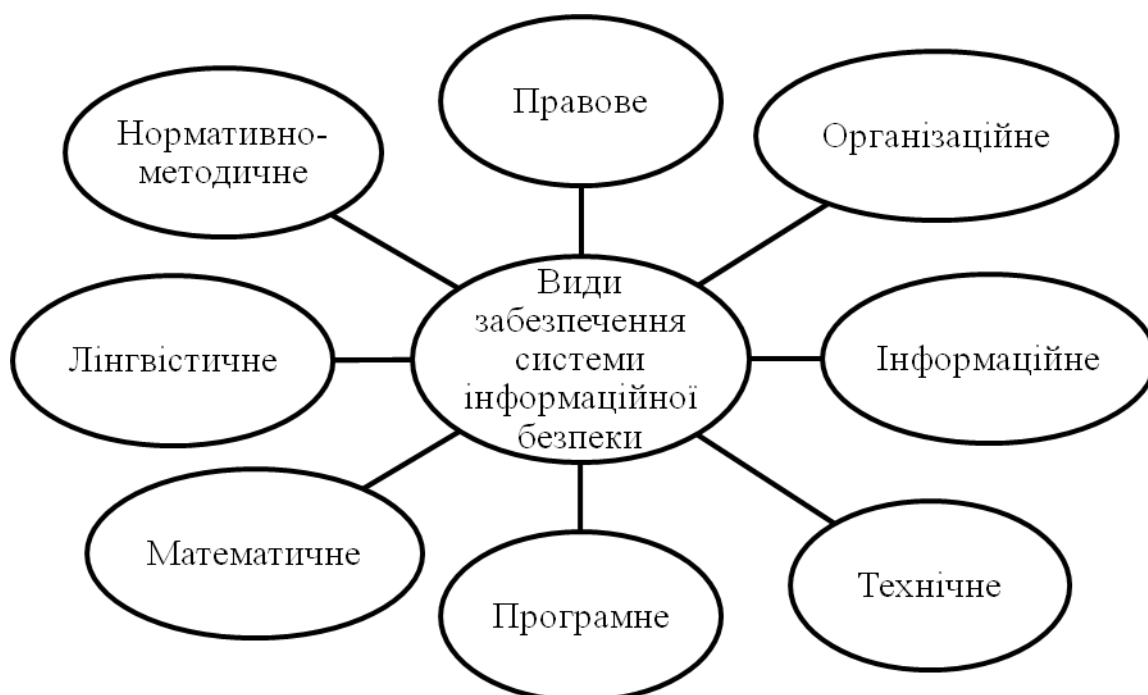 Правове
Нормативно-
методичне
Організаційне
Види
забезпечення
системи
інформаційної
безпеки
Лінгвістичне
Інформаційне
Математичне
Програмне
Технічне